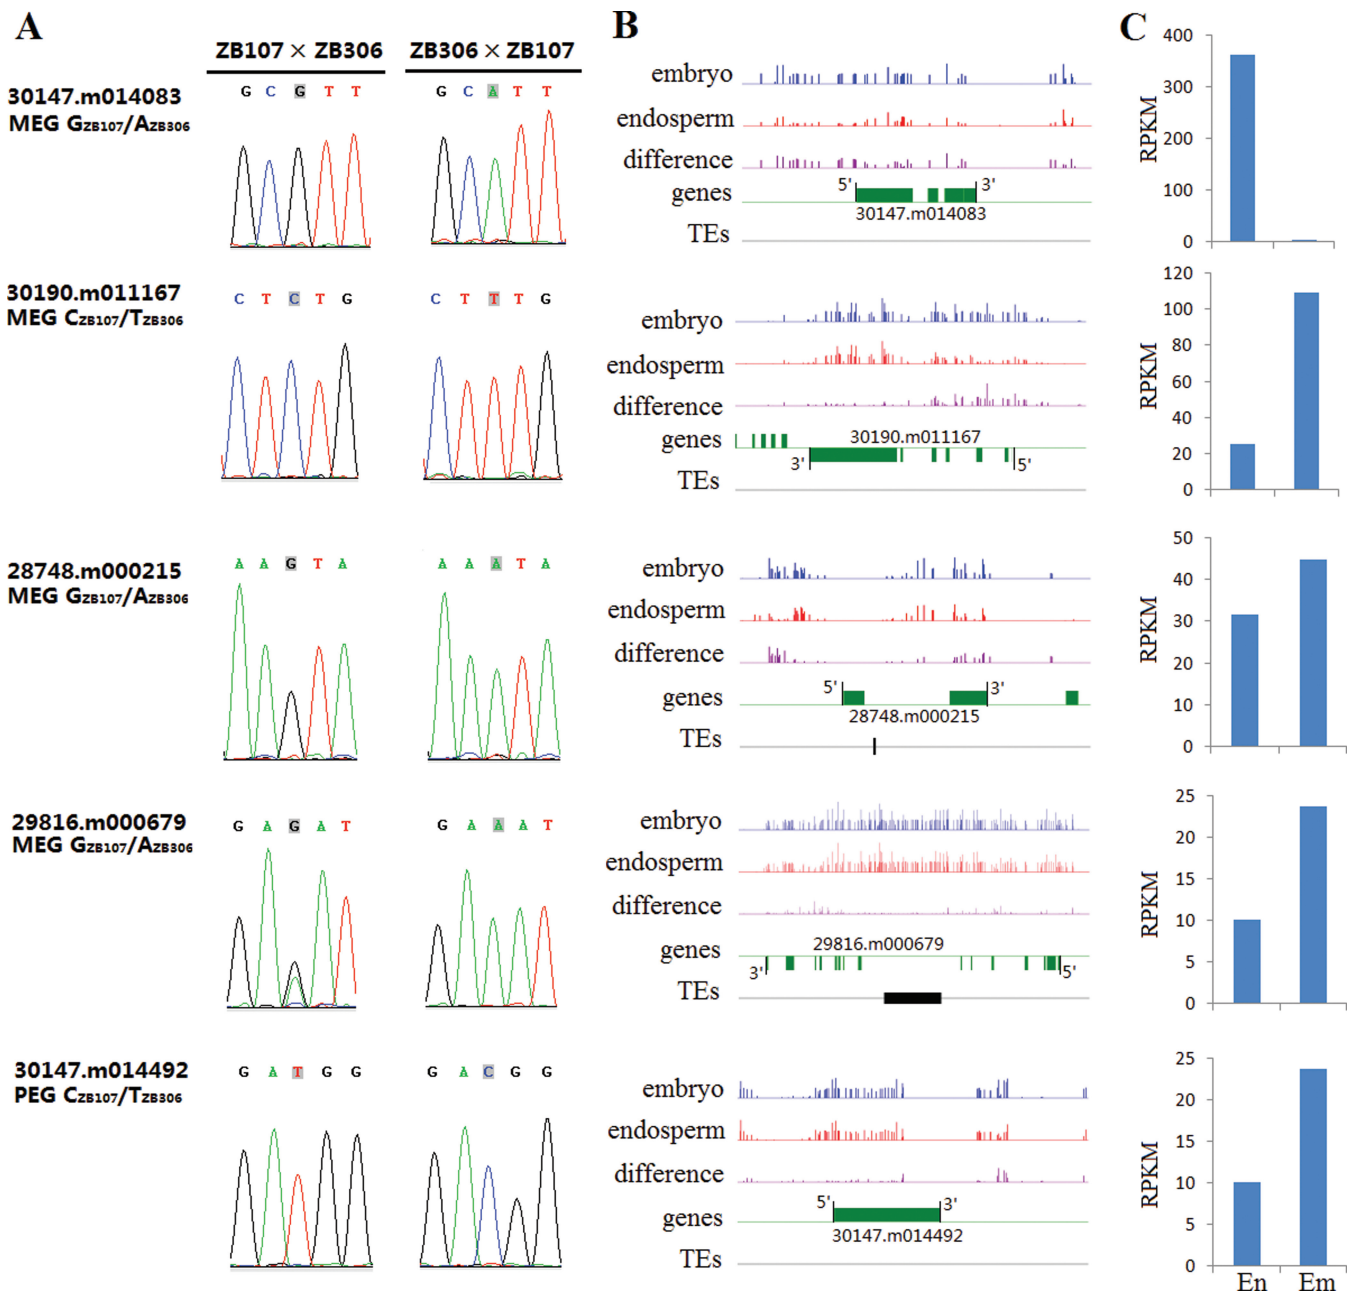 A
B
C
ZB107 × ZB306
ZB306 × ZB107
30147.m014083
MEG GZB107/AZB306
G C G T T
G C A T T
embryo
endosperm
difference
genes
5'
3'
30147.m014083
TEs
RPKM
400
300
200
100
0
30190.m011167
MEG CZB107/TZB306
C T C T G
C T T T G
embryo
endosperm
difference
genes
30190.m011167
3'
5'
TEs
RPKM
120
100
80
60
40
20
0
28748.m000215
MEG GZB107/AZB306
A A G T A
A A A T A
embryo
endosperm
difference
genes
5'
3'
28748.m000215
TEs
RPKM
50
40
30
20
10
0
29816.m000679
MEG GZB107/AZB306
G A G A T
G A A A T
embryo
endosperm
difference
genes
29816.m000679
3'
5'
TEs
RPKM
25
20
15
10
5
0
30147.m014492
PEG CZB107/TZB306
G A T G G
G A C G G
embryo
endosperm
difference
genes
5'
3'
30147.m014492
TEs
RPKM
25
20
15
10
5
0
En
Em